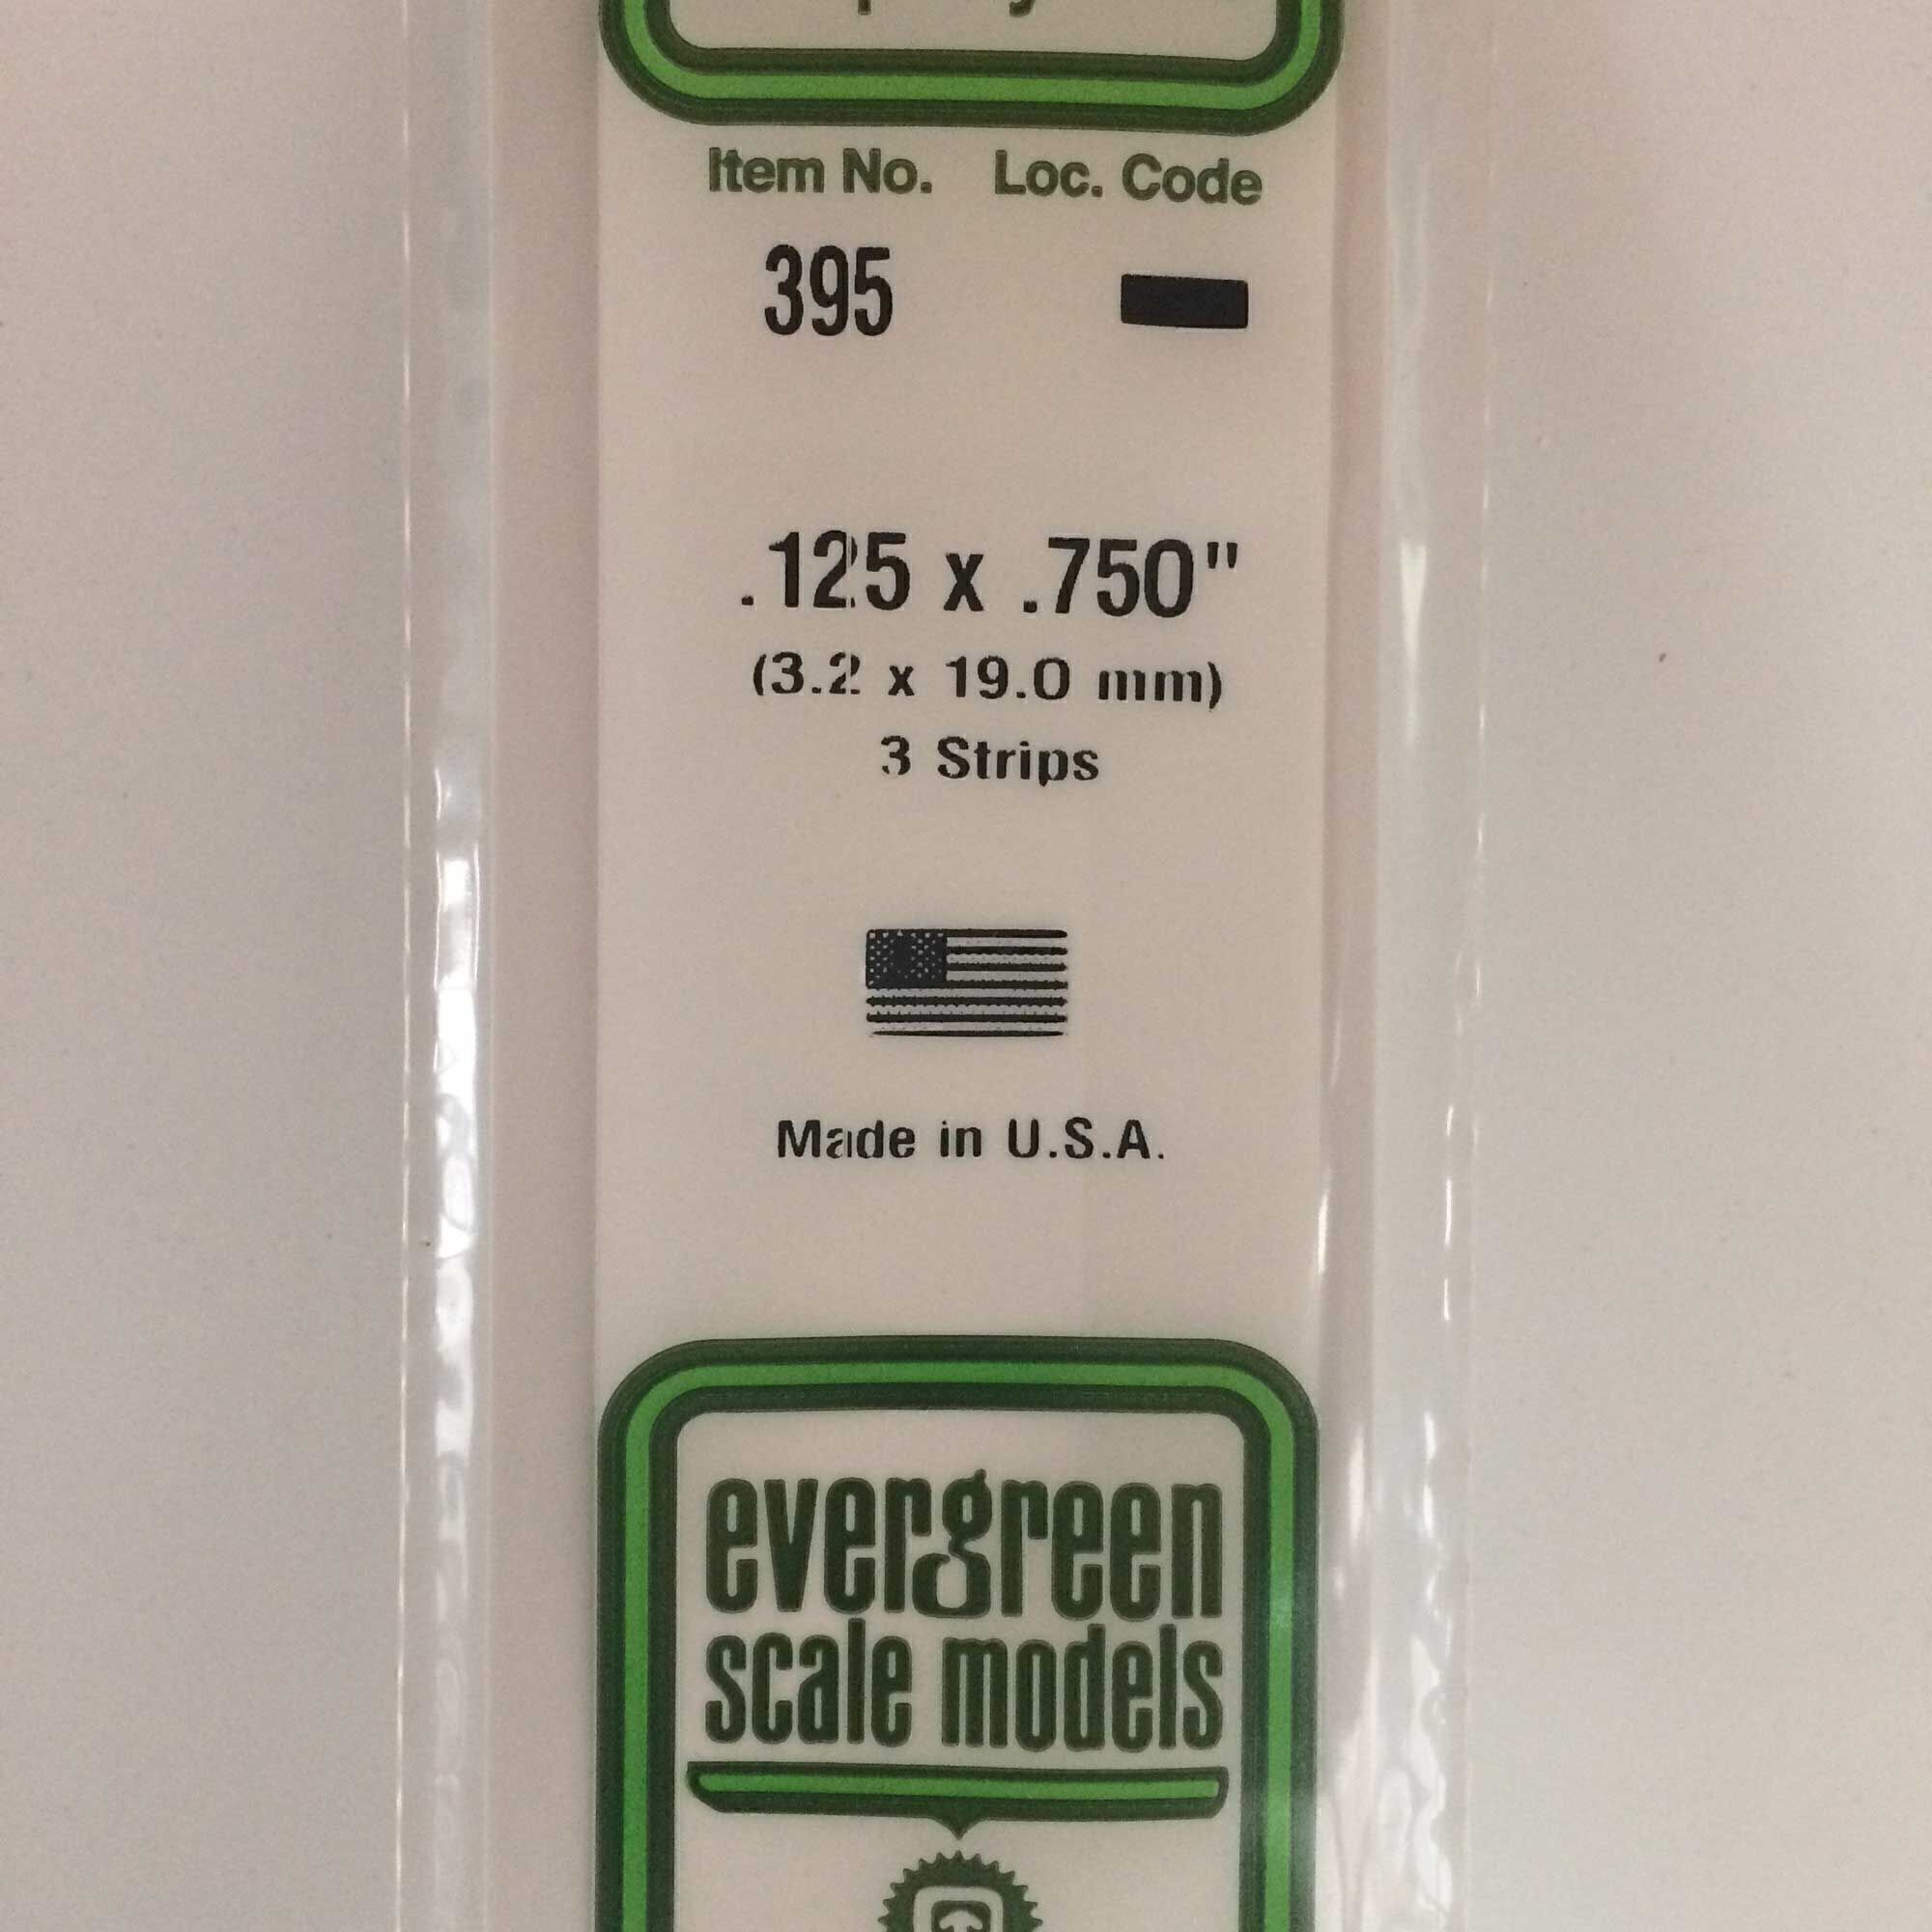 Item No. Loc. Code
395
.125 x .750"
(3.2 x 19.0 mm)
3 Strips
Made in U.S.A.
evergreen
scale models